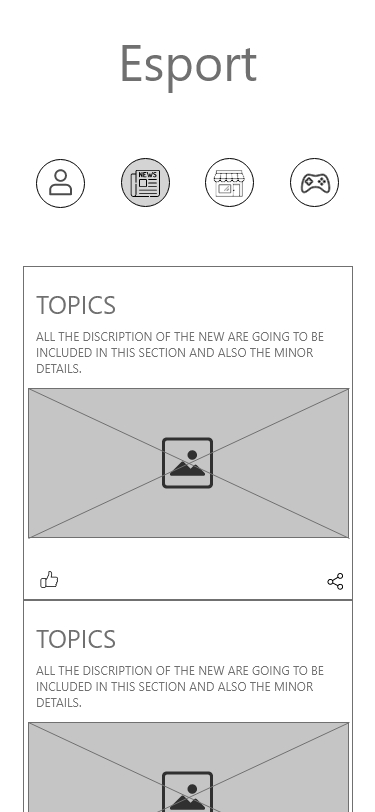 Esport
NEWS
TOPICS
ALL THE DISCRIPTION OF THE NEW ARE GOING TO BE
INCLUDED IN THIS SECTION AND ALSO THE MINOR
DETAILS.
TOPICS
ALL THE DISCRIPTION OF THE NEW ARE GOING TO BE
INCLUDED IN THIS SECTION AND ALSO THE MINOR
DETAILS.